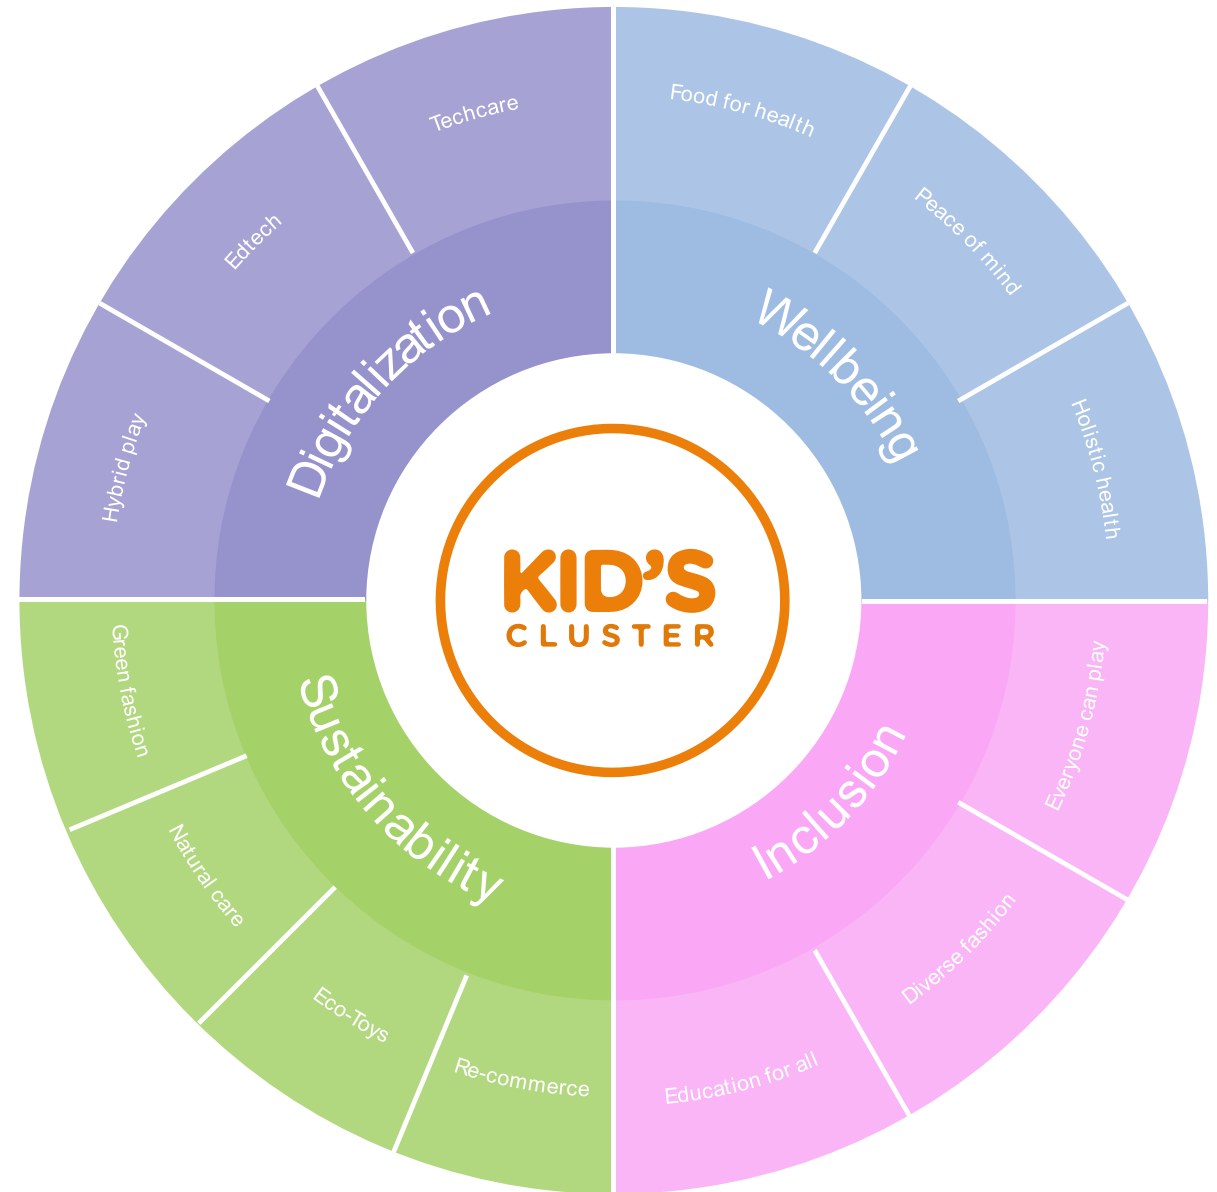 Techcare
Food for health
Edtech
Peace of mind
Digitalization
Wellbeing
Hybrid play
Holistic health
KID'S
CLUSTER
Green fashion
Sustainability
Inclusion
Everyone can play
Natural care
Diverse fashion
Eco-Toys
Re-commerce
Education for all